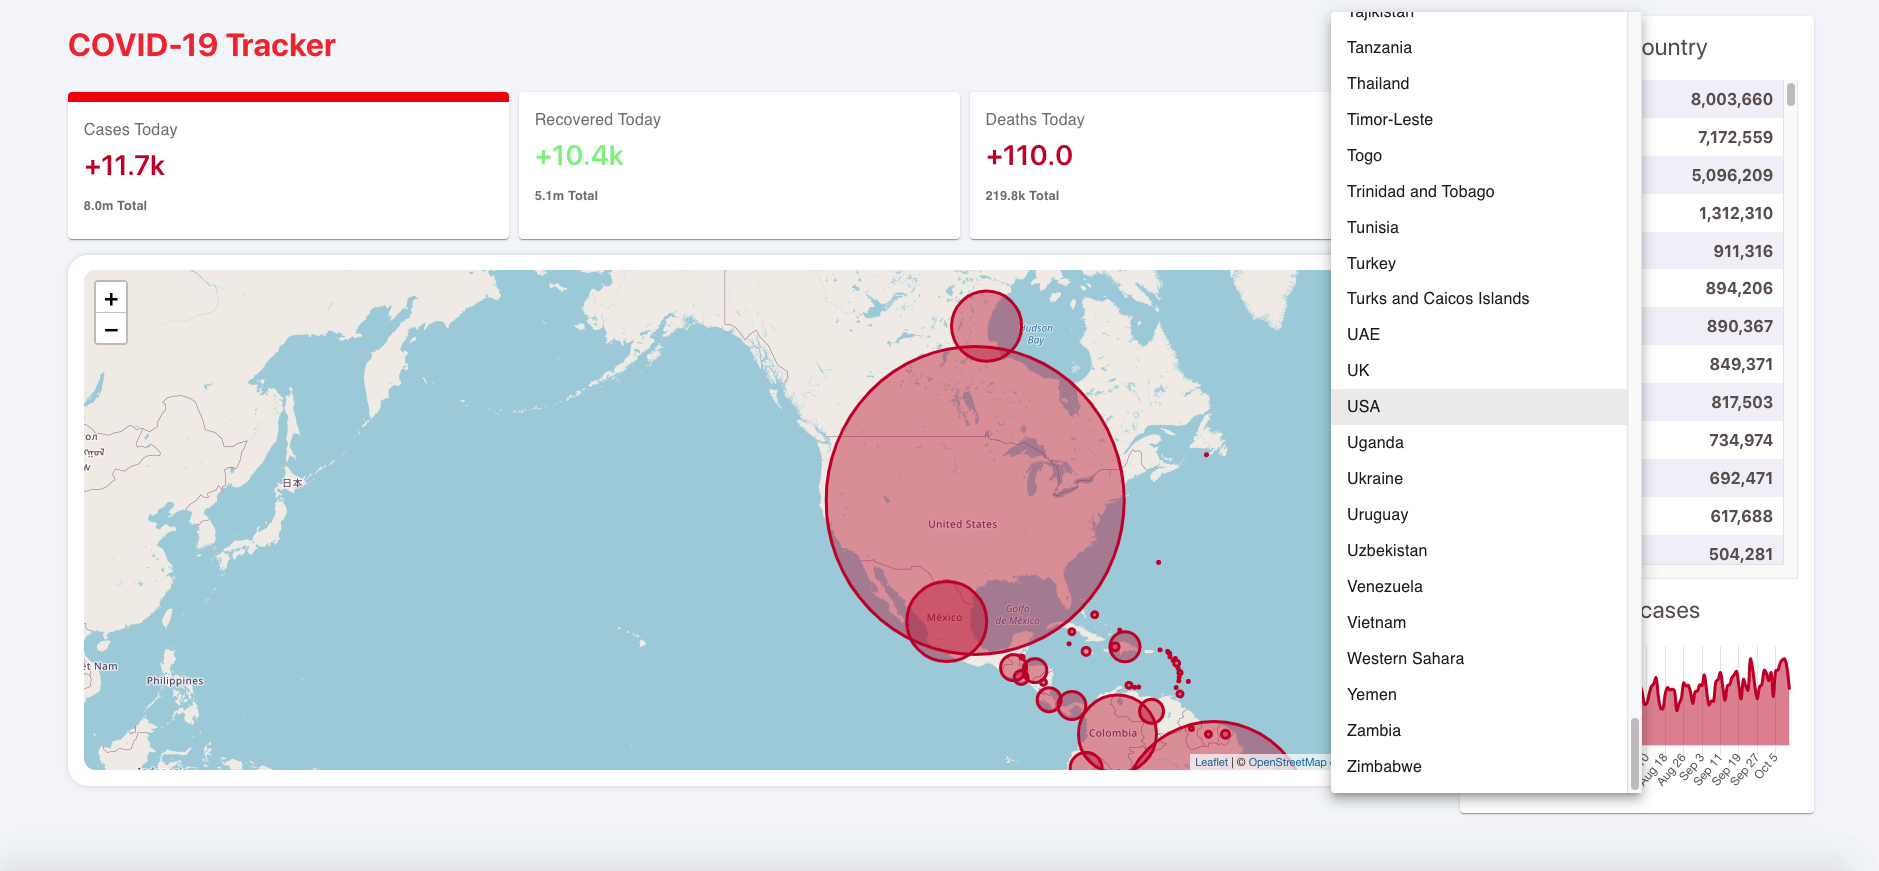 COVID-19 Tracker
Cases Today
+11.7k
8.0m Total
Recovered Today
+10.4k
5.1m Total
Deaths Today
+110.0
219.8k Total
+
−
Hudson
Bay
United States
México
Golfo
de México
Colombia
日本
Philippines
ệt Nam
Leaflet | © OpenStreetMap
Tajikistan
Tanzania
Thailand
Timor-Leste
Togo
Trinidad and Tobago
Tunisia
Turkey
Turks and Caicos Islands
UAE
UK
USA
Uganda
Ukraine
Uruguay
Uzbekistan
Venezuela
Vietnam
Western Sahara
Yemen
Zambia
Zimbabwe
ountry
8,003,660
7,172,559
5,096,209
1,312,310
911,316
894,206
890,367
849,371
817,503
734,974
692,471
617,688
504,281
cases
Aug 18
Aug 26
Sep 3
Sep 11
Sep 19
Sep 27
Oct 5